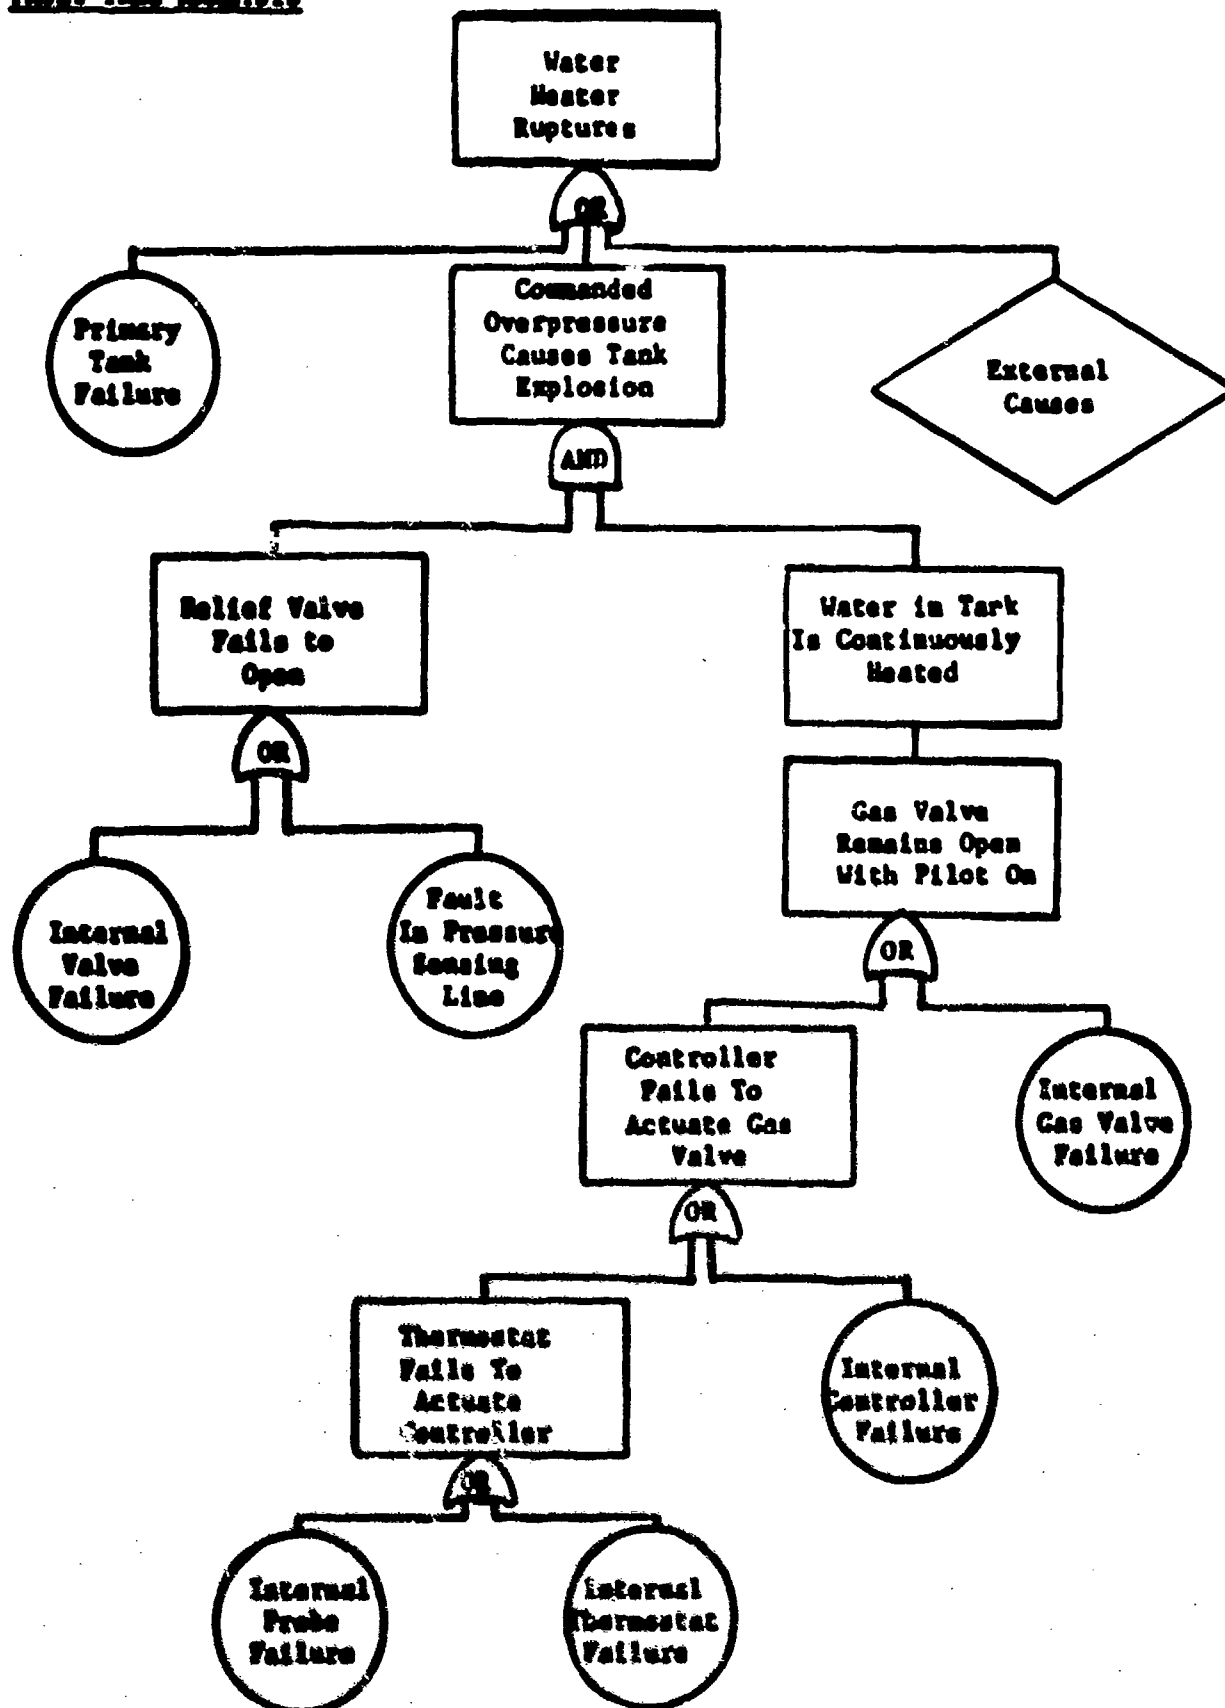 Water
Heater
Ruptures
OR
Primary
Tank
Failure
Commanded
Overpressure
Causes Tank
Explosion
External
Causes
AND
Relief Valve
Fails to
Open
Water in Tark
Is Continuously
Heated
OR
Gas Valve
Remains Open
With Pilot On
Internal
Valve
Failure
Fault
In Pressure
Sensing
Line
OR
Controller
Fails To
Actuate Gas
Valve
Internal
Gas Valve
Failure
OR
Thermostat
Fails To
Actuate
Controller
Internal
Controller
Failure
OR
Internal
Probe
Failure
Internal
Thermostat
Failure